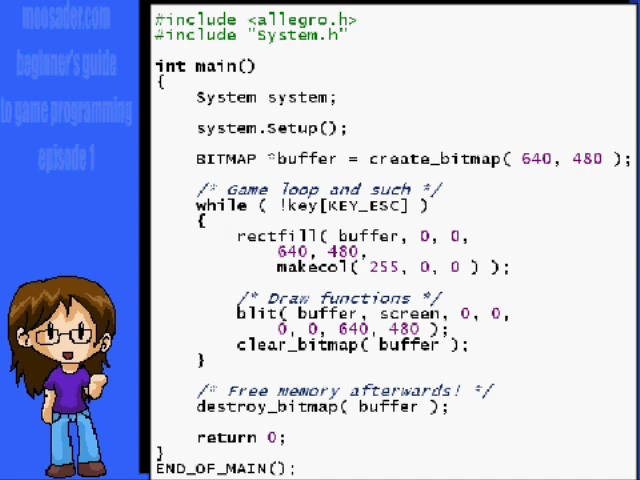 moosader.com
beginner's guide
to game programming
episode 1
#include <allegro.h>
#include "System.h"
int main()
{
System system;
system.Setup();
BITMAP *buffer = create_bitmap( 640, 480 );
/* Game loop and such */
while ( !key[KEY_ESC] )
{
rectfill( buffer, 0, 0,
640, 480,
makecol( 255, 0, 0 ) );
/* Draw functions */
blit( buffer, screen, 0, 0,
0, 0, 640, 480 );
clear_bitmap( buffer );
}
/* Free memory afterwards! */
destroy_bitmap( buffer );
return 0;
}
END_OF_MAIN();